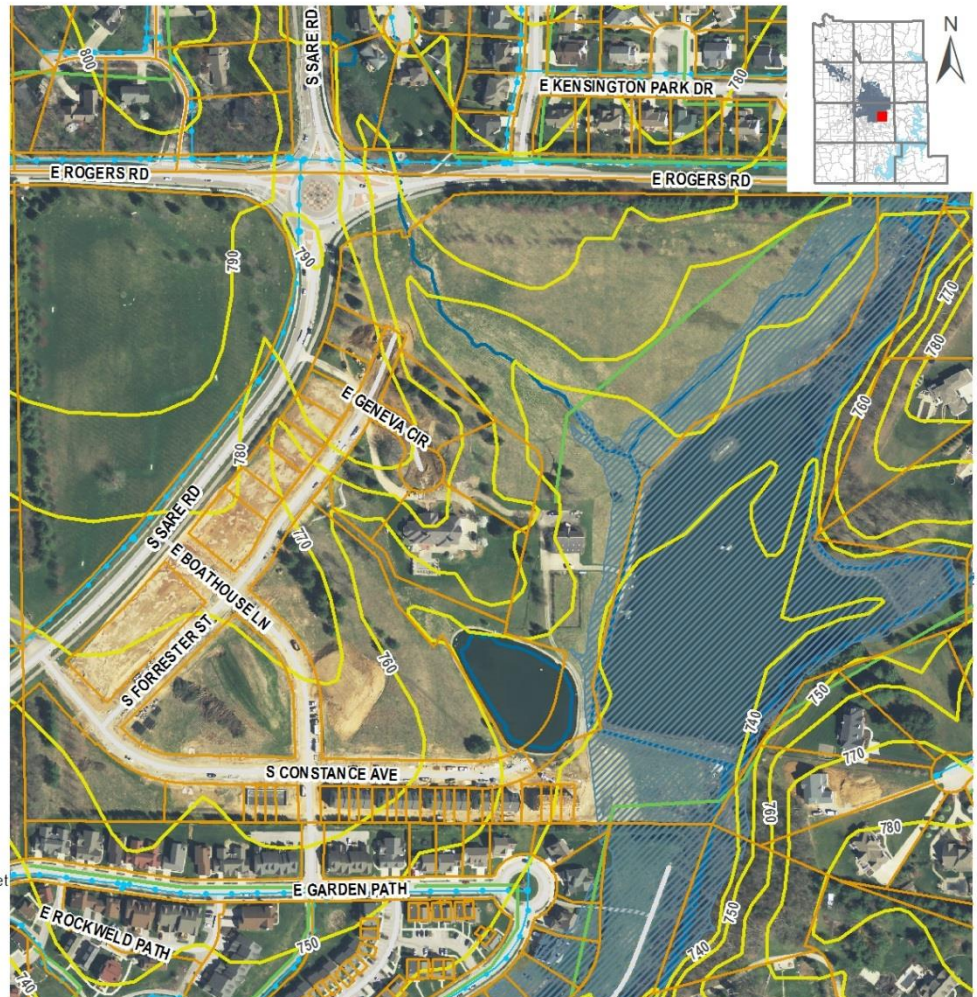 800
S SARE RD
E KENSINGTON PARK DR
780
N
E ROGERS RD
E ROGERS RD
790
790
770
780
760
E GENEVA CIR
780
S SARE RD
770
E BOATHOUSE LN
S FORRESTER ST
760
750
740
S CONSTANCE AVE
770
760
780
et
E GARDEN PATH
E ROCKWELD PATH
750
750
740
740